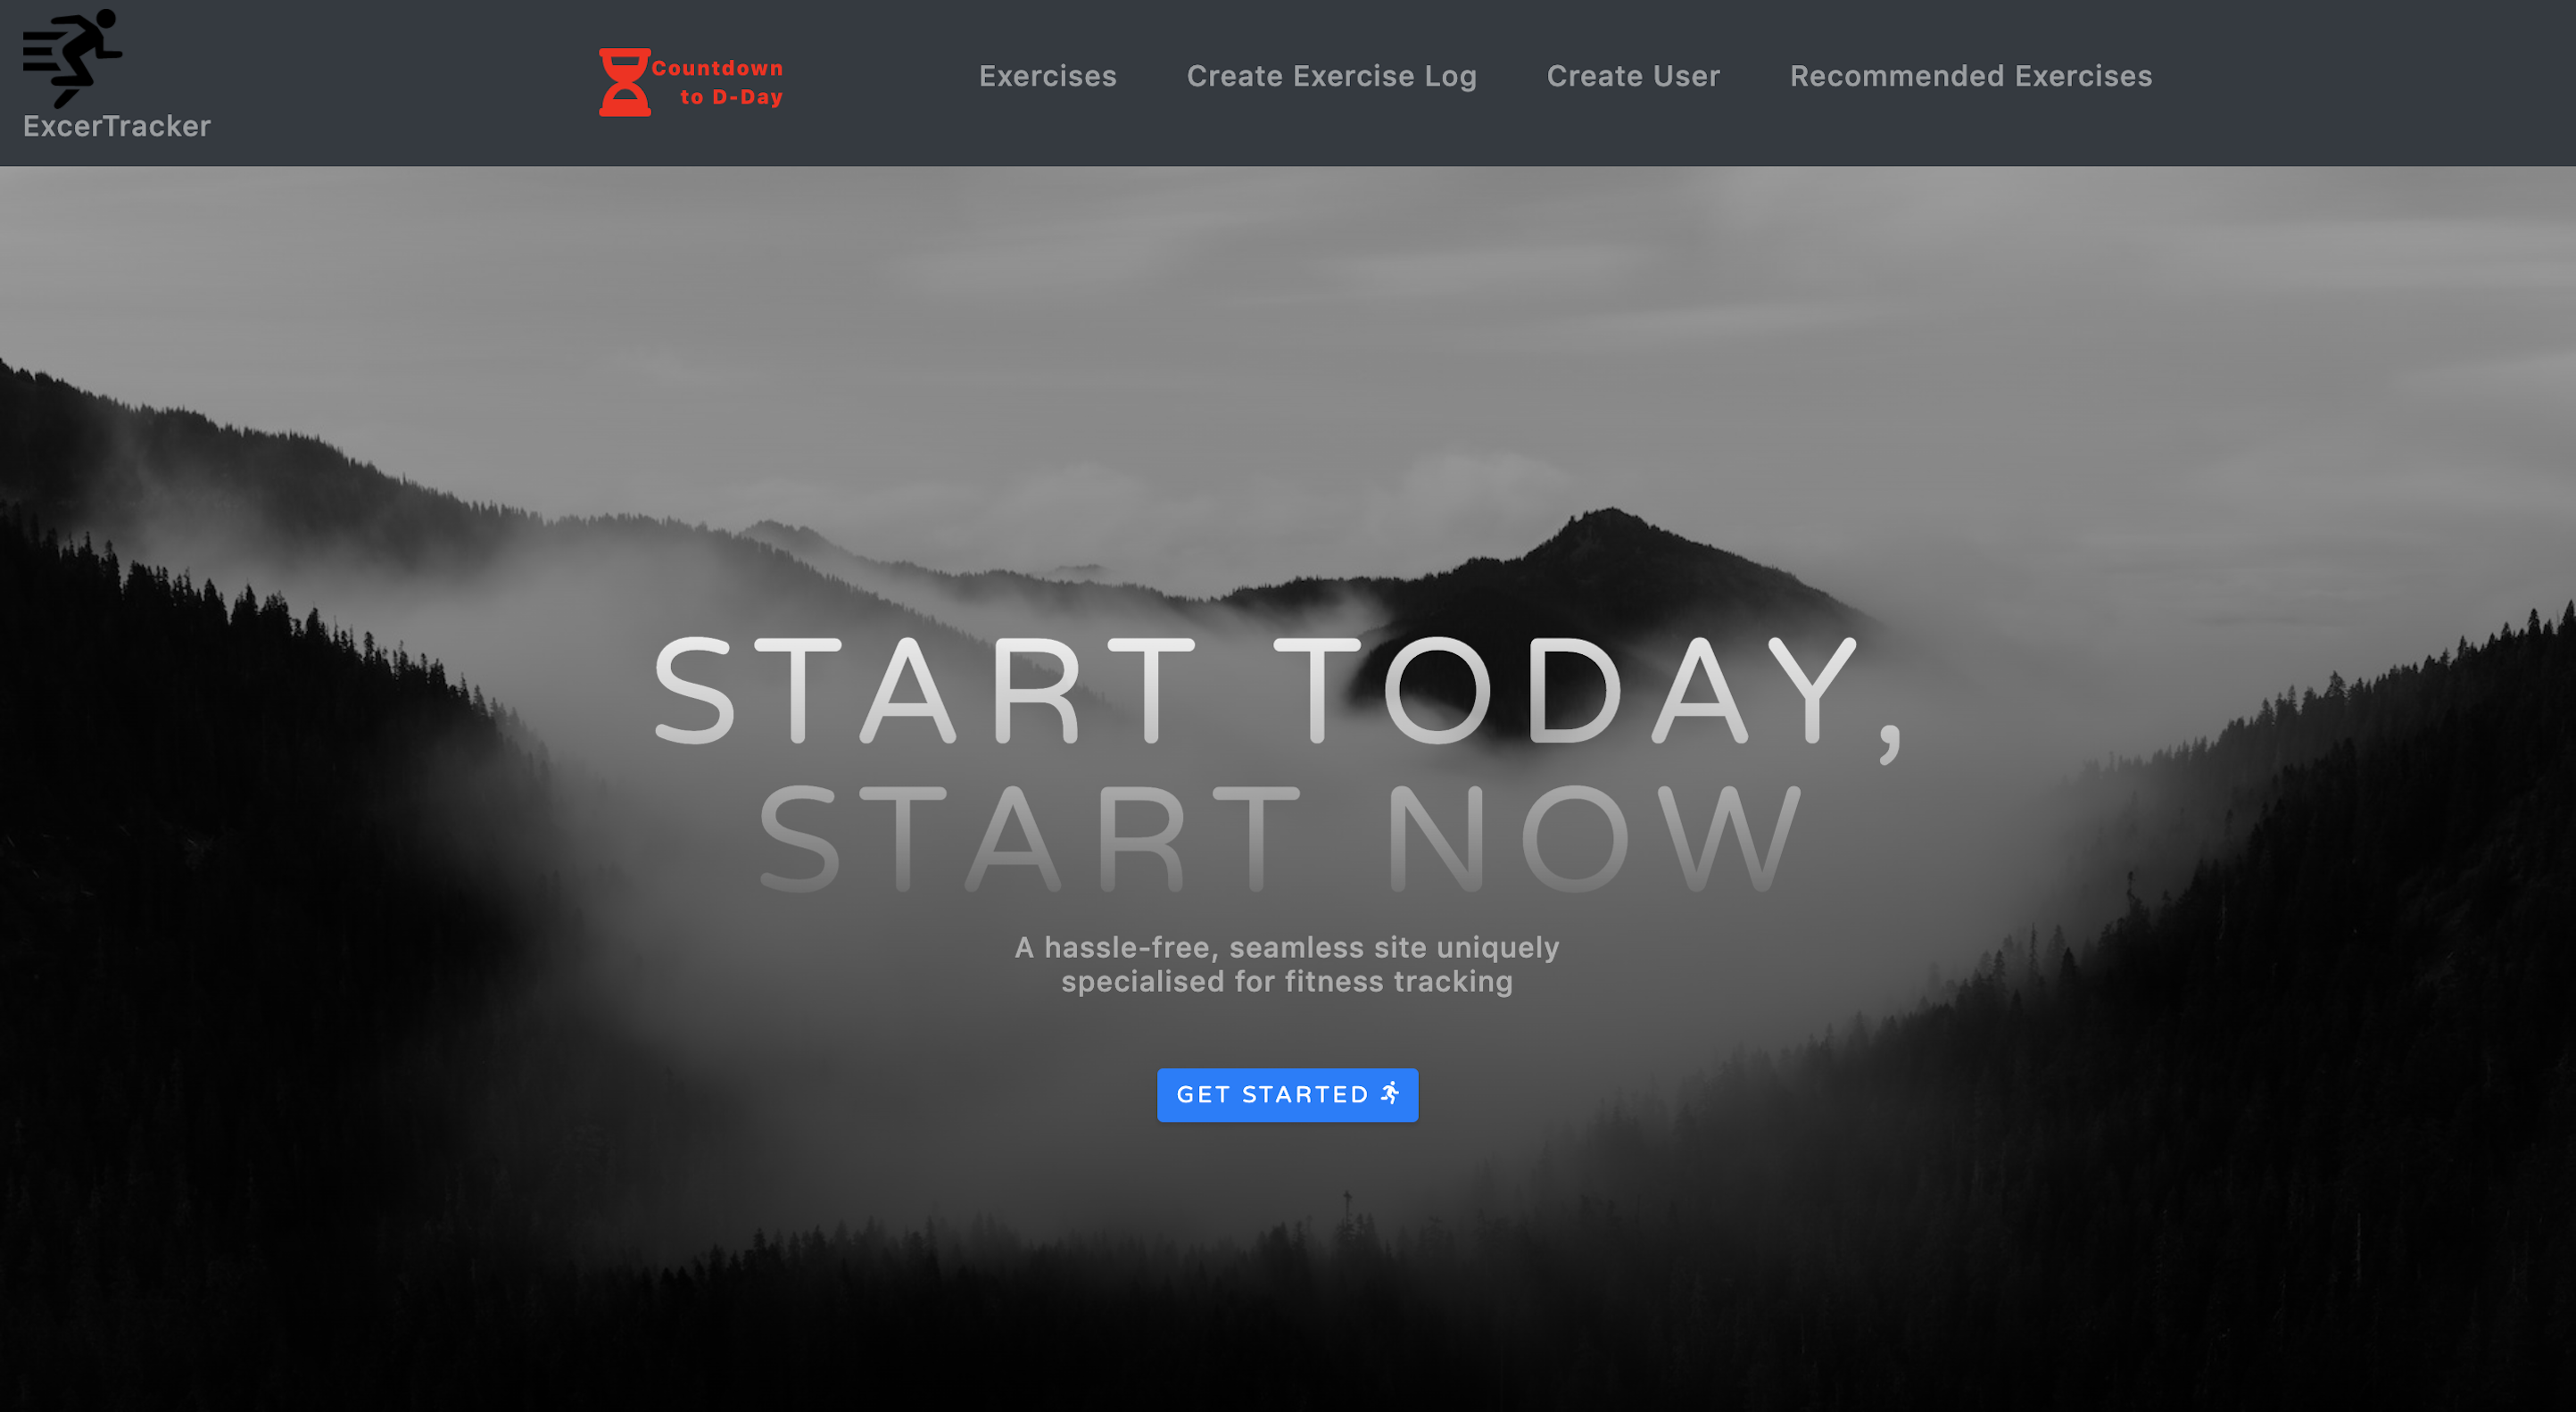 ExcerTracker
Countdown
to D-Day
Exercises
Create Exercise Log
Create User
Recommended Exercises
START TODAY,
START NOW
A hassle-free, seamless site uniquely
specialised for fitness tracking
GET STARTED